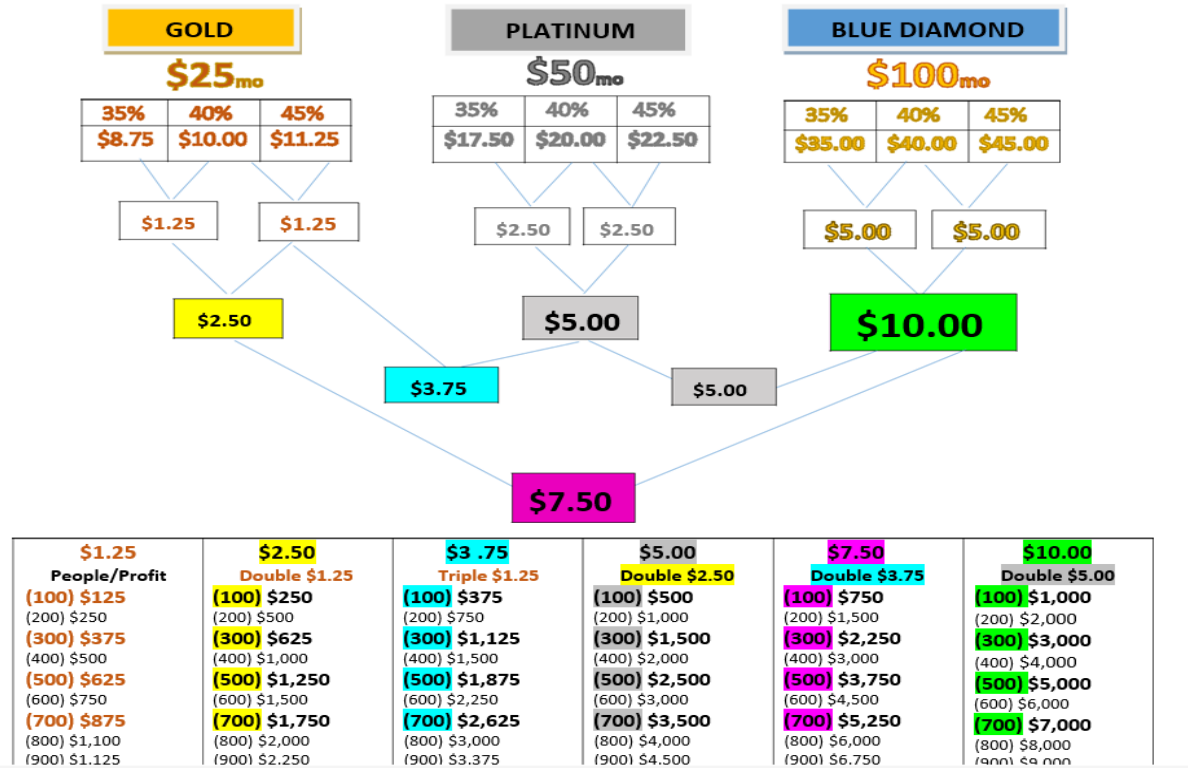 GOLD PLATINUM BLUE DIAMOND
$25mo $50mo $100mo
35% 40% 45% 35% 40% 45% 35% 40% 45%
$8.75 $10.00 $11.25 $17.50 $20.00 $22.50 $35.00 $40.00 $45.00
$1.25 $1.25 $2.50 $2.50 $5.00 $5.00
$2.50 $5.00 $10.00
$3.75 $5.00
$7.50
$1.25 $2.50 $3 .75 $5.00 $7.50 $10.00
People/Profit Double $1.25 Triple $1.25 Double $2.50 Double $3.75 Double $5.00
(100) $125 (100) $250 (100) $375 (100) $500 (100) $750 (100) $1,000
(200) $250 (200) $500 (200) $750 (200) $1,000 (200) $1,500 (200) $2,000
(300) $375 (300) $625 (300) $1,125 (300) $1,500 (300) $2,250 (300) $3,000
(400) $500 (400) $1,000 (400) $1,500 (400) $2,000 (400) $3,000 (400) $4,000
(500) $625 (500) $1,250 (500) $1,875 (500) $2,500 (500) $3,750 (500) $5,000
(600) $750 (600) $1,500 (600) $2,250 (600) $3,000 (600) $4,500 (600) $6,000
(700) $875 (700) $1,750 (700) $2,625 (700) $3,500 (700) $5,250 (700) $7,000
(800) $1,100 (800) $2,000 (800) $3,000 (800) $4,000 (800) $6,000 (800) $8,000
(900) $1.125 (900) $2.250 (900) $3.375 (900) $4.500 (900) $6.750 (900) $9.000